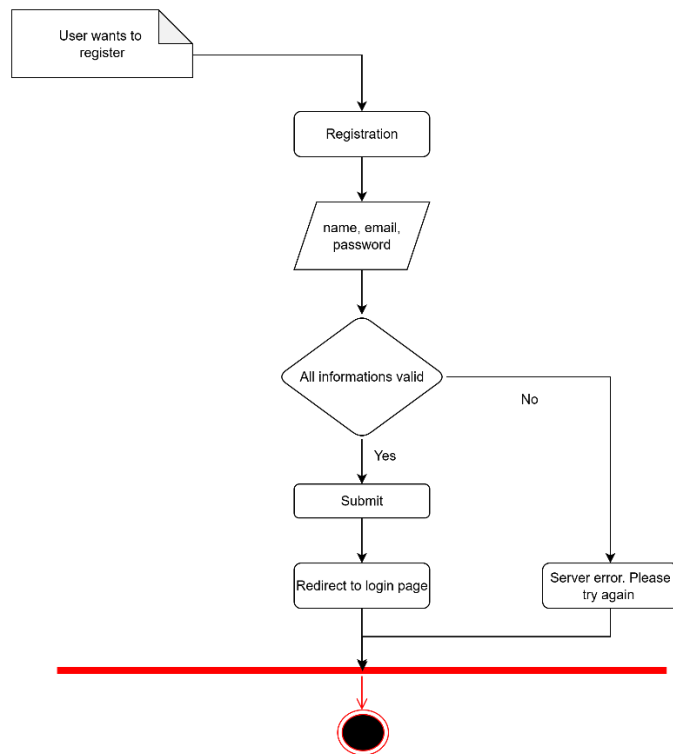 User wants to
register
Registration
name, email,
password
All informations valid
No
Yes
Submit
Redirect to login page
Server error. Please
try again